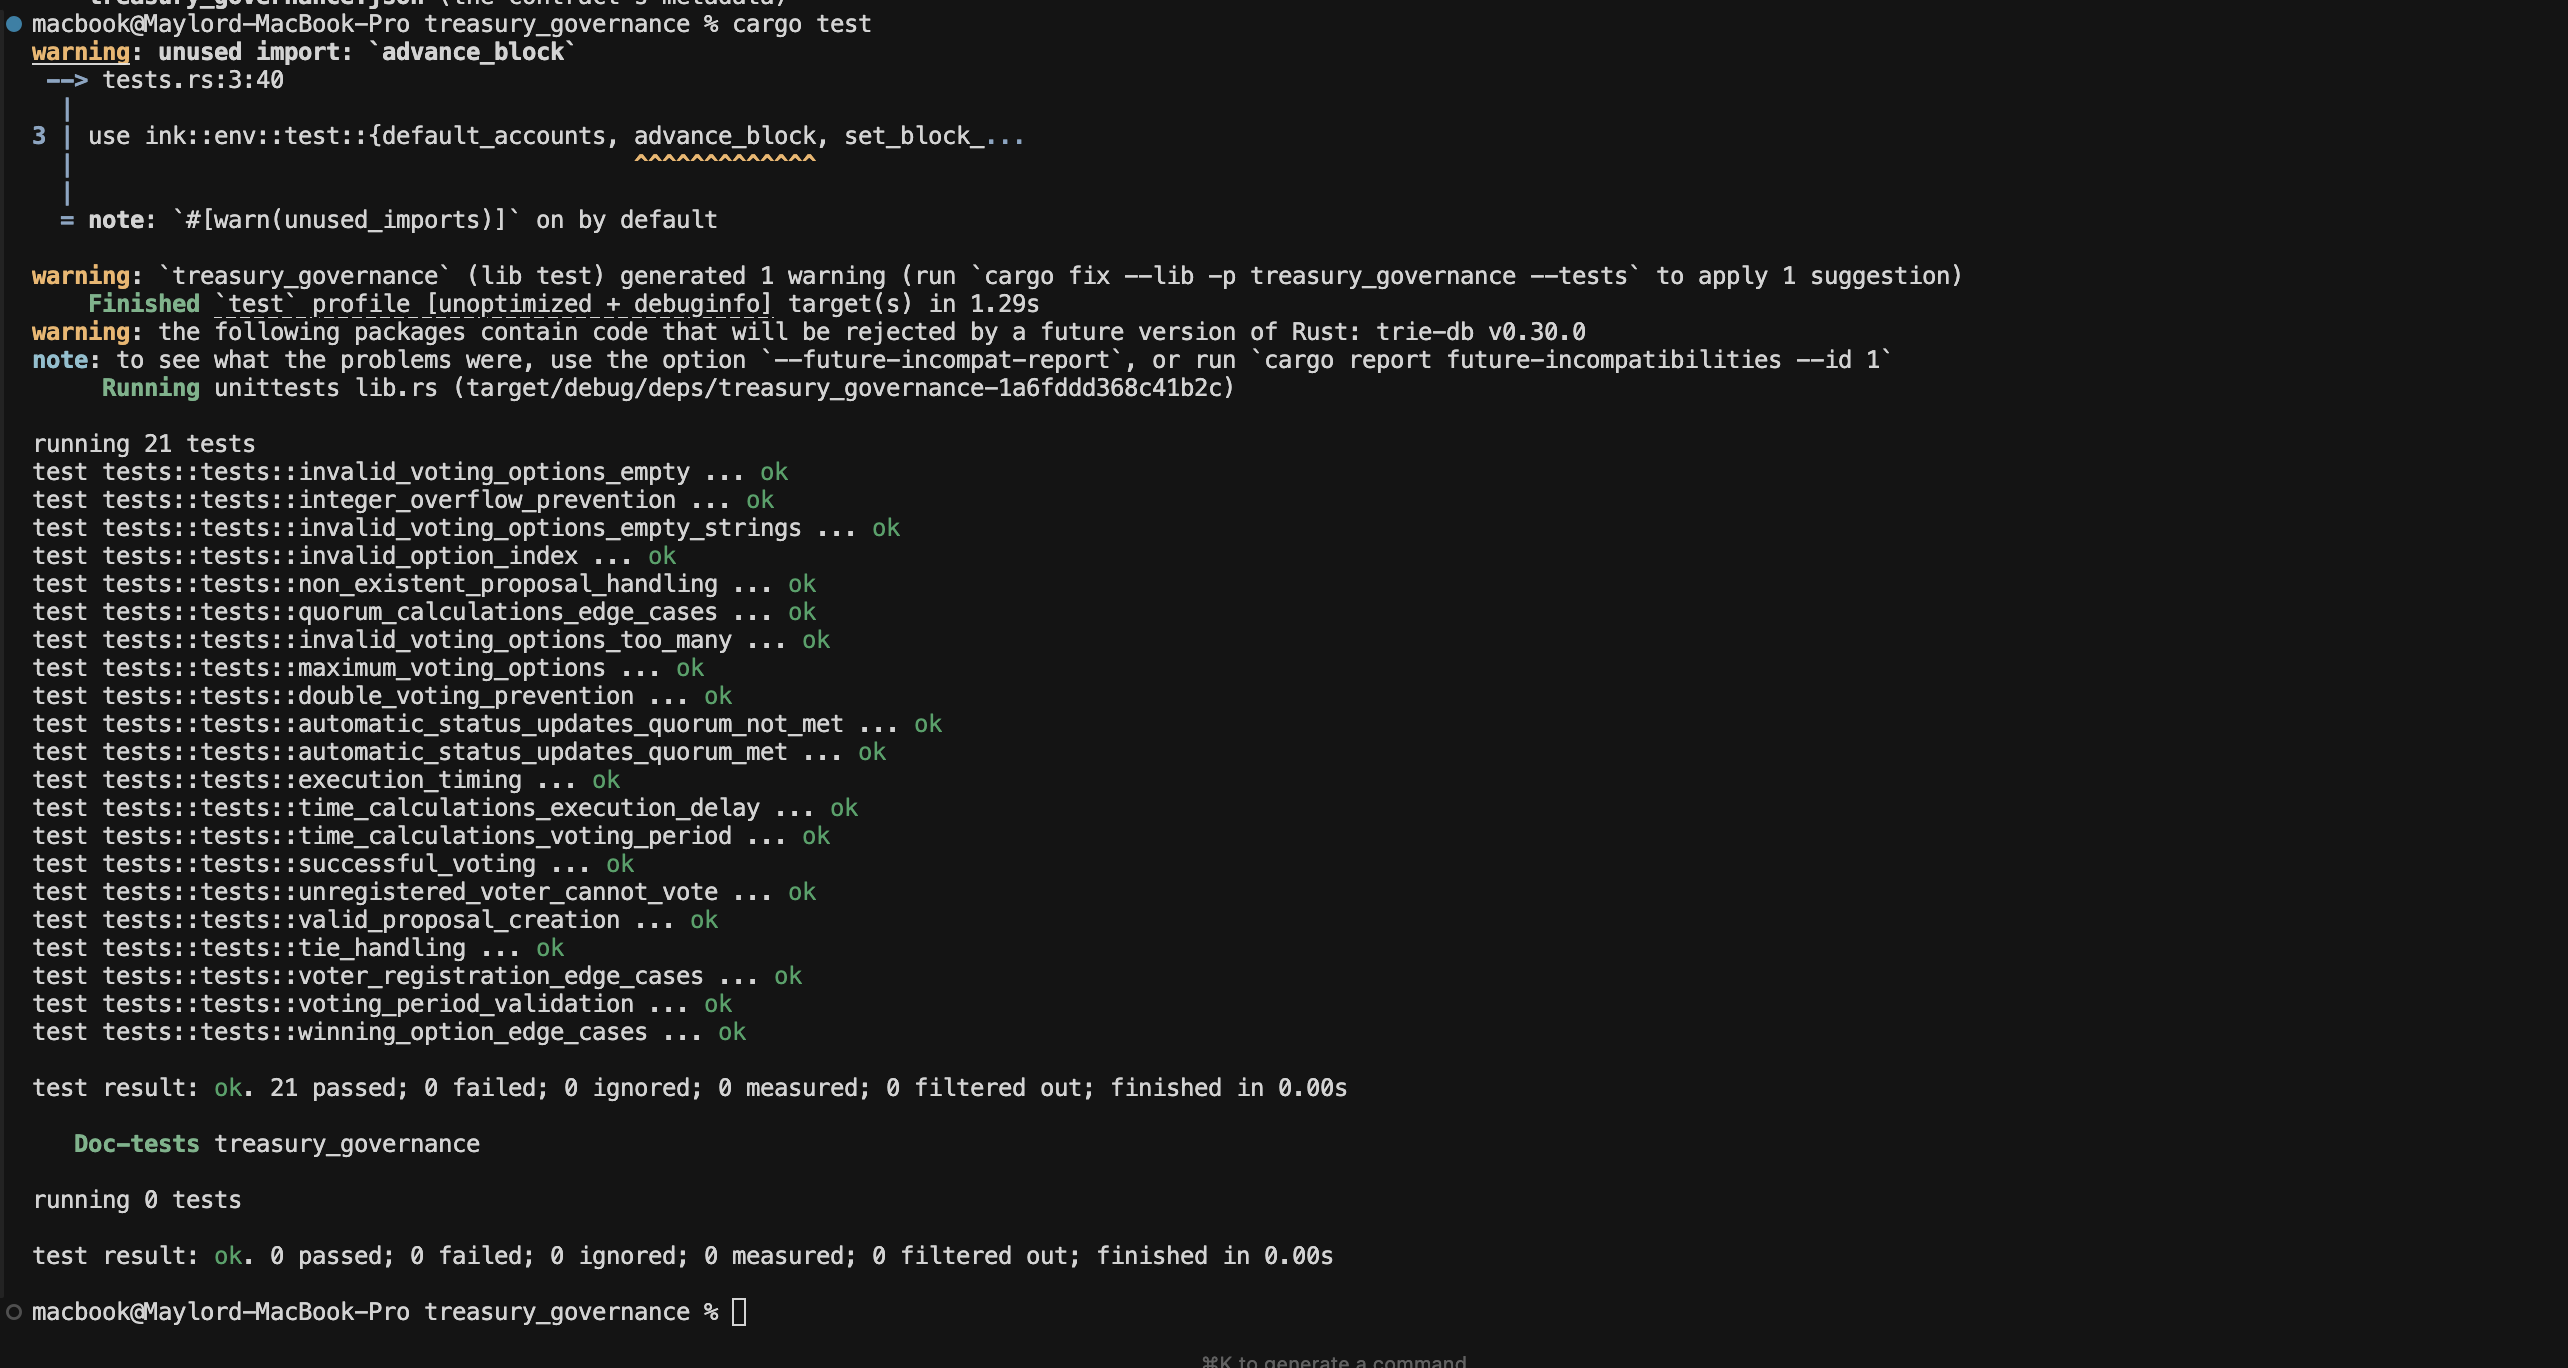 treasury_governance.json (the contract's metadata)
macbook@Maylord-MacBook-Pro treasury_governance % cargo test
warning: unused import: `advance_block`
--> tests.rs:3:40
|
3 | use ink::env::test::{default_accounts, advance_block, set_block_...
| ^^^^^^^^^^^^^
|
= note: `#[warn(unused_imports)]` on by default
warning: `treasury_governance` (lib test) generated 1 warning (run `cargo fix --lib -p treasury_governance --tests` to apply 1 suggestion)
Finished `test` profile [unoptimized + debuginfo] target(s) in 1.29s
warning: the following packages contain code that will be rejected by a future version of Rust: trie-db v0.30.0
note: to see what the problems were, use the option `--future-incompat-report`, or run `cargo report future-incompatibilities --id 1`
Running unittests lib.rs (target/debug/deps/treasury_governance-1a6fddd368c41b2c)
running 21 tests
test tests::tests::invalid_voting_options_empty ... ok
test tests::tests::integer_overflow_prevention ... ok
test tests::tests::invalid_voting_options_empty_strings ... ok
test tests::tests::invalid_option_index ... ok
test tests::tests::non_existent_proposal_handling ... ok
test tests::tests::quorum_calculations_edge_cases ... ok
test tests::tests::invalid_voting_options_too_many ... ok
test tests::tests::maximum_voting_options ... ok
test tests::tests::double_voting_prevention ... ok
test tests::tests::automatic_status_updates_quorum_not_met ... ok
test tests::tests::automatic_status_updates_quorum_met ... ok
test tests::tests::execution_timing ... ok
test tests::tests::time_calculations_execution_delay ... ok
test tests::tests::time_calculations_voting_period ... ok
test tests::tests::successful_voting ... ok
test tests::tests::unregistered_voter_cannot_vote ... ok
test tests::tests::valid_proposal_creation ... ok
test tests::tests::tie_handling ... ok
test tests::tests::voter_registration_edge_cases ... ok
test tests::tests::voting_period_validation ... ok
test tests::tests::winning_option_edge_cases ... ok
test result: ok. 21 passed; 0 failed; 0 ignored; 0 measured; 0 filtered out; finished in 0.00s
Doc-tests treasury_governance
running 0 tests
test result: ok. 0 passed; 0 failed; 0 ignored; 0 measured; 0 filtered out; finished in 0.00s
macbook@Maylord-MacBook-Pro treasury_governance %
⌘K to generate a command